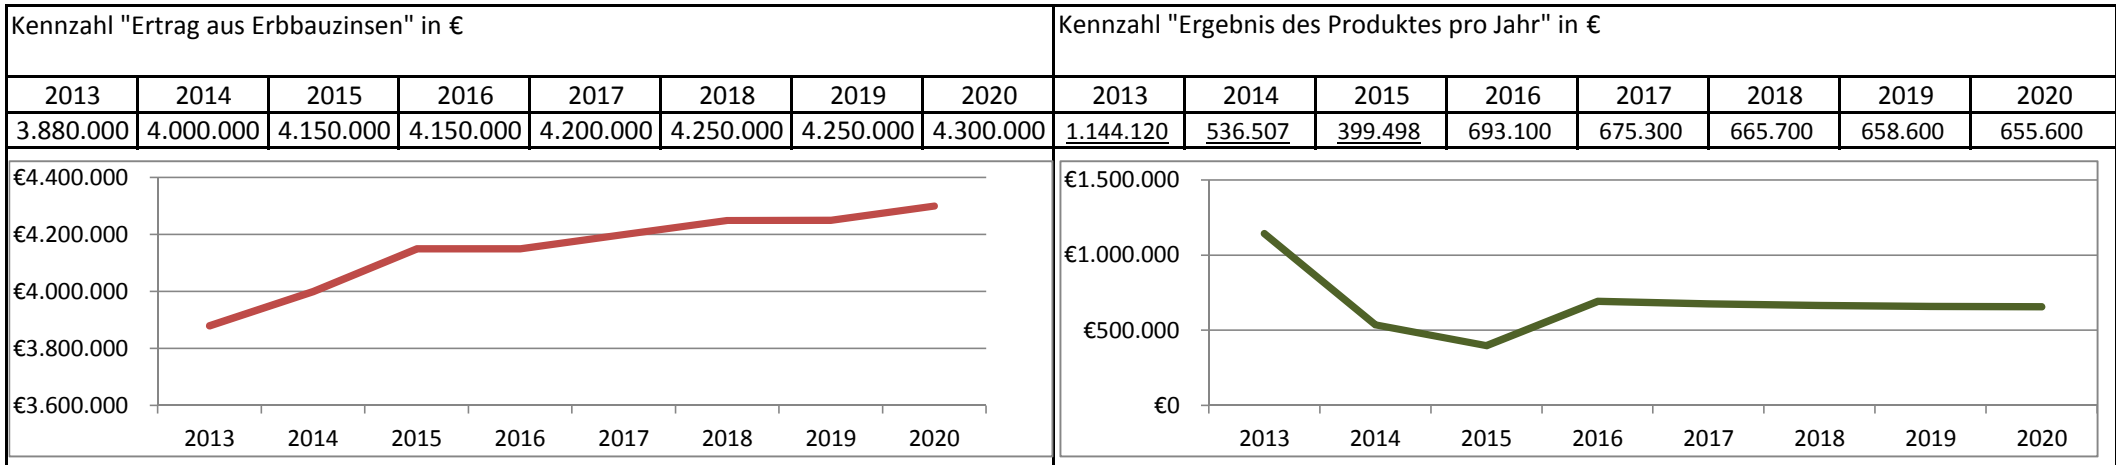 Kennzahl "Ertrag aus Erbbauzinsen" in €
2013 2014 2015 2016 2017 2018 2019 2020
3.880.000 4.000.000 4.150.000 4.150.000 4.200.000 4.250.000 4.250.000 4.300.000
€4.400.000
€4.200.000
€4.000.000
€3.800.000
€3.600.000
2013 2014 2015 2016 2017 2018 2019 2020
Kennzahl "Ergebnis des Produktes pro Jahr" in €
2013 2014 2015 2016 2017 2018 2019 2020
1.144.120 536.507 399.498 693.100 675.300 665.700 658.600 655.600
€1.500.000
€1.000.000
€500.000
€0
2013 2014 2015 2016 2017 2018 2019 2020